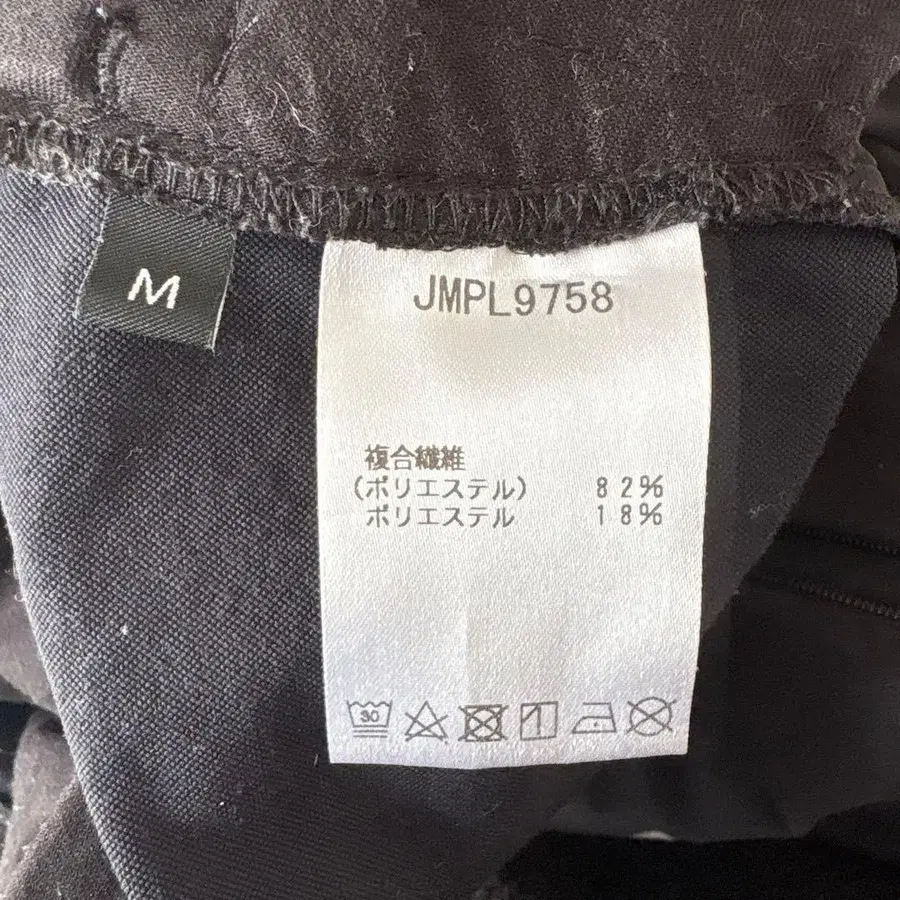 M
JMPL9758
複合繊維
(ポリエステル) 82%
ポリエステル 18%
30